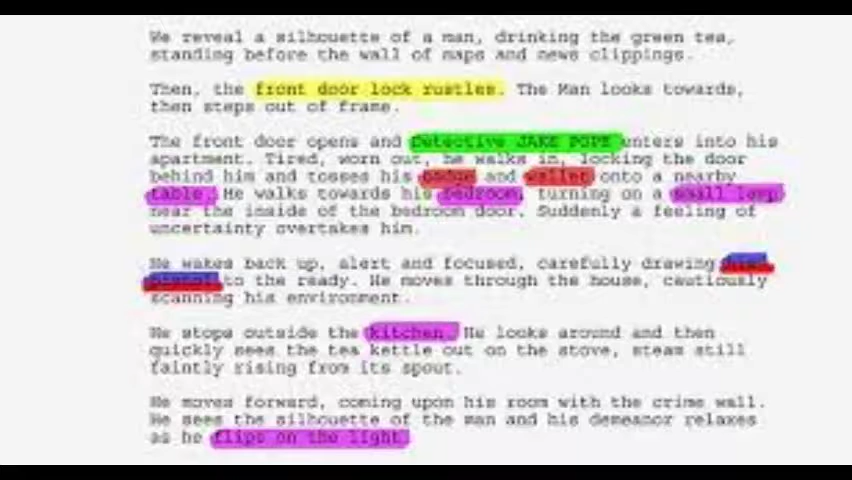 We reveal a silhouette of a man, drinking the green tea,
standing before the wall of maps and news clippings.
Then, the front door lock rustles. The Man looks towards,
then steps out of frame.
The front door opens and Detective JAKE POPE enters into his
apartment. Tired, worn out, he walks in, locking the door
behind him and tosses his badge and wallet onto a nearby
table. He walks towards his bedroom, turning on a small lamp
near the inside of the bedroom door. Suddenly a feeling of
uncertainty overtakes him.
He wakes back up, alert and focused, carefully drawing his
pistol to the ready. He moves through the house, cautiously
scanning his environment.
He stops outside the kitchen. He looks around and then
quickly sees the tea kettle out on the stove, steam still
faintly rising from its spout.
He moves forward, coming upon his room with the crime wall.
He sees the silhouette of the man and his demeanor relaxes
as he flips on the light.